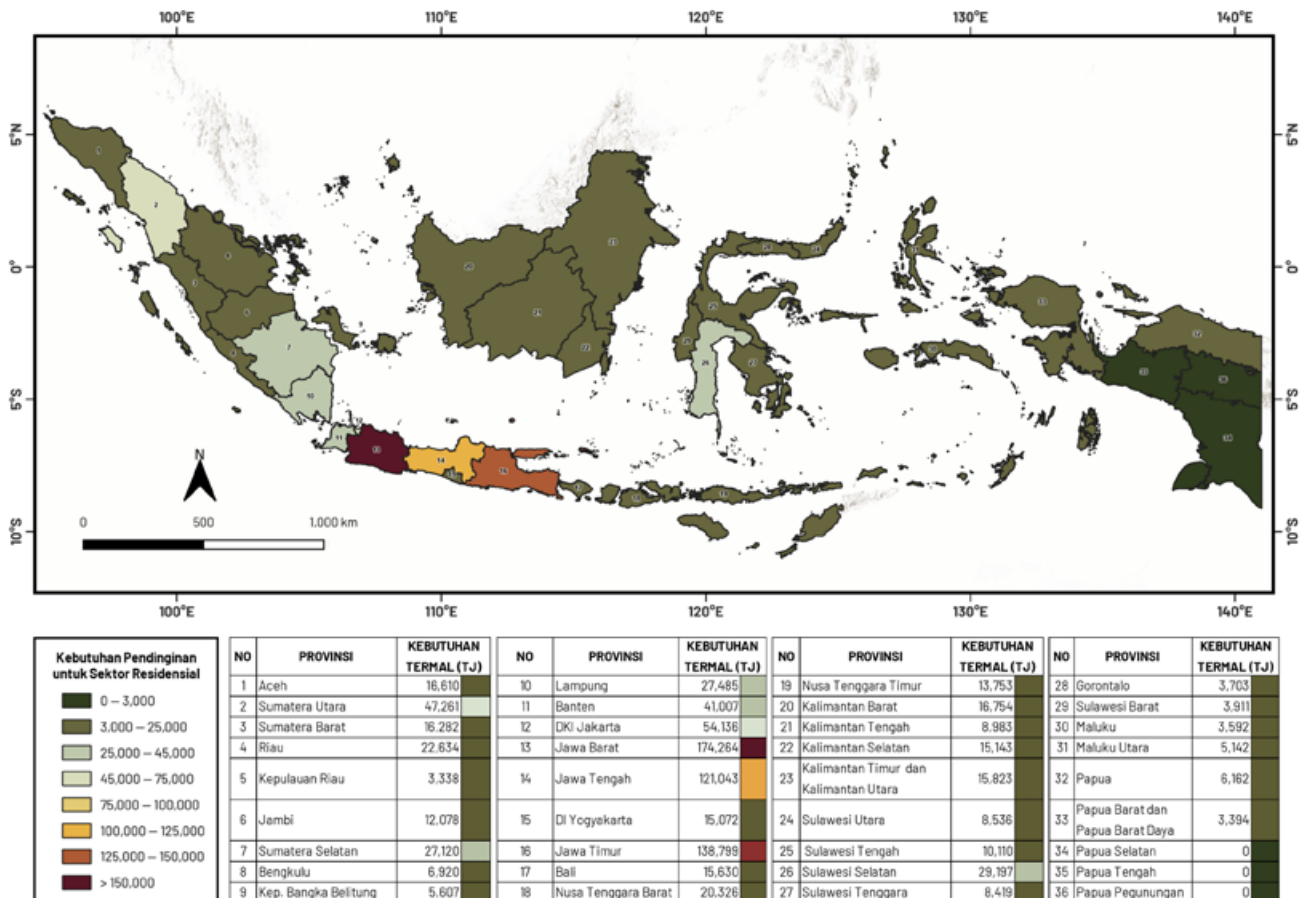 100°E 110°E 120°E 130°E 140°E
5°N 5°N
0° 0°
5°S 5°S
10°S 10°S
N
0 500 1.000 km
100°E 110°E 120°E 130°E 140°E
Kebutuhan Pendinginan
untuk Sektor Residensial
0 – 3,000
3,000 – 25,000
25,000 – 45,000
45,000 – 75,000
75,000 – 100,000
100,000 – 125,000
125,000 – 150,000
> 150,000
NO PROVINSI KEBUTUHAN
TERMAL (TJ)
1 Aceh 16,610
2 Sumatera Utara 47,261
3 Sumatera Barat 16.282
4 Riau 22,634
5 Kepulauan Riau 3,338
6 Jambi 12,078
7 Sumatera Selatan 27,120
8 Bengkulu 6,920
9 Kep. Bangka Belitung 5,607
NO PROVINSI KEBUTUHAN
TERMAL (TJ)
10 Lampung 27,485
11 Banten 41,007
12 DKI Jakarta 54,136
13 Jawa Barat 174,264
14 Jawa Tengah 121,043
15 DI Yogyakarta 15,072
16 Jawa Timur 138,799
17 Bali 15,630
18 Nusa Tenggara Barat 20,326
NO PROVINSI KEBUTUHAN
TERMAL (TJ)
19 Nusa Tenggara Timur 13,753
20 Kalimantan Barat 16,754
21 Kalimantan Tengah 8,983
22 Kalimantan Selatan 15,143
23 Kalimantan Timur dan
Kalimantan Utara 15,823
24 Sulawesi Utara 8,536
25 Sulawesi Tengah 10,110
26 Sulawesi Selatan 29,197
27 Sulawesi Tenggara 8,419
NO PROVINSI KEBUTUHAN
TERMAL (TJ)
28 Gorontalo 3,703
29 Sulawesi Barat 3,911
30 Maluku 3,592
31 Maluku Utara 5,142
32 Papua 6,162
33 Papua Barat dan
Papua Barat Daya 3,394
34 Papua Selatan 0
35 Papua Tengah 0
36 Papua Pegunungan 0